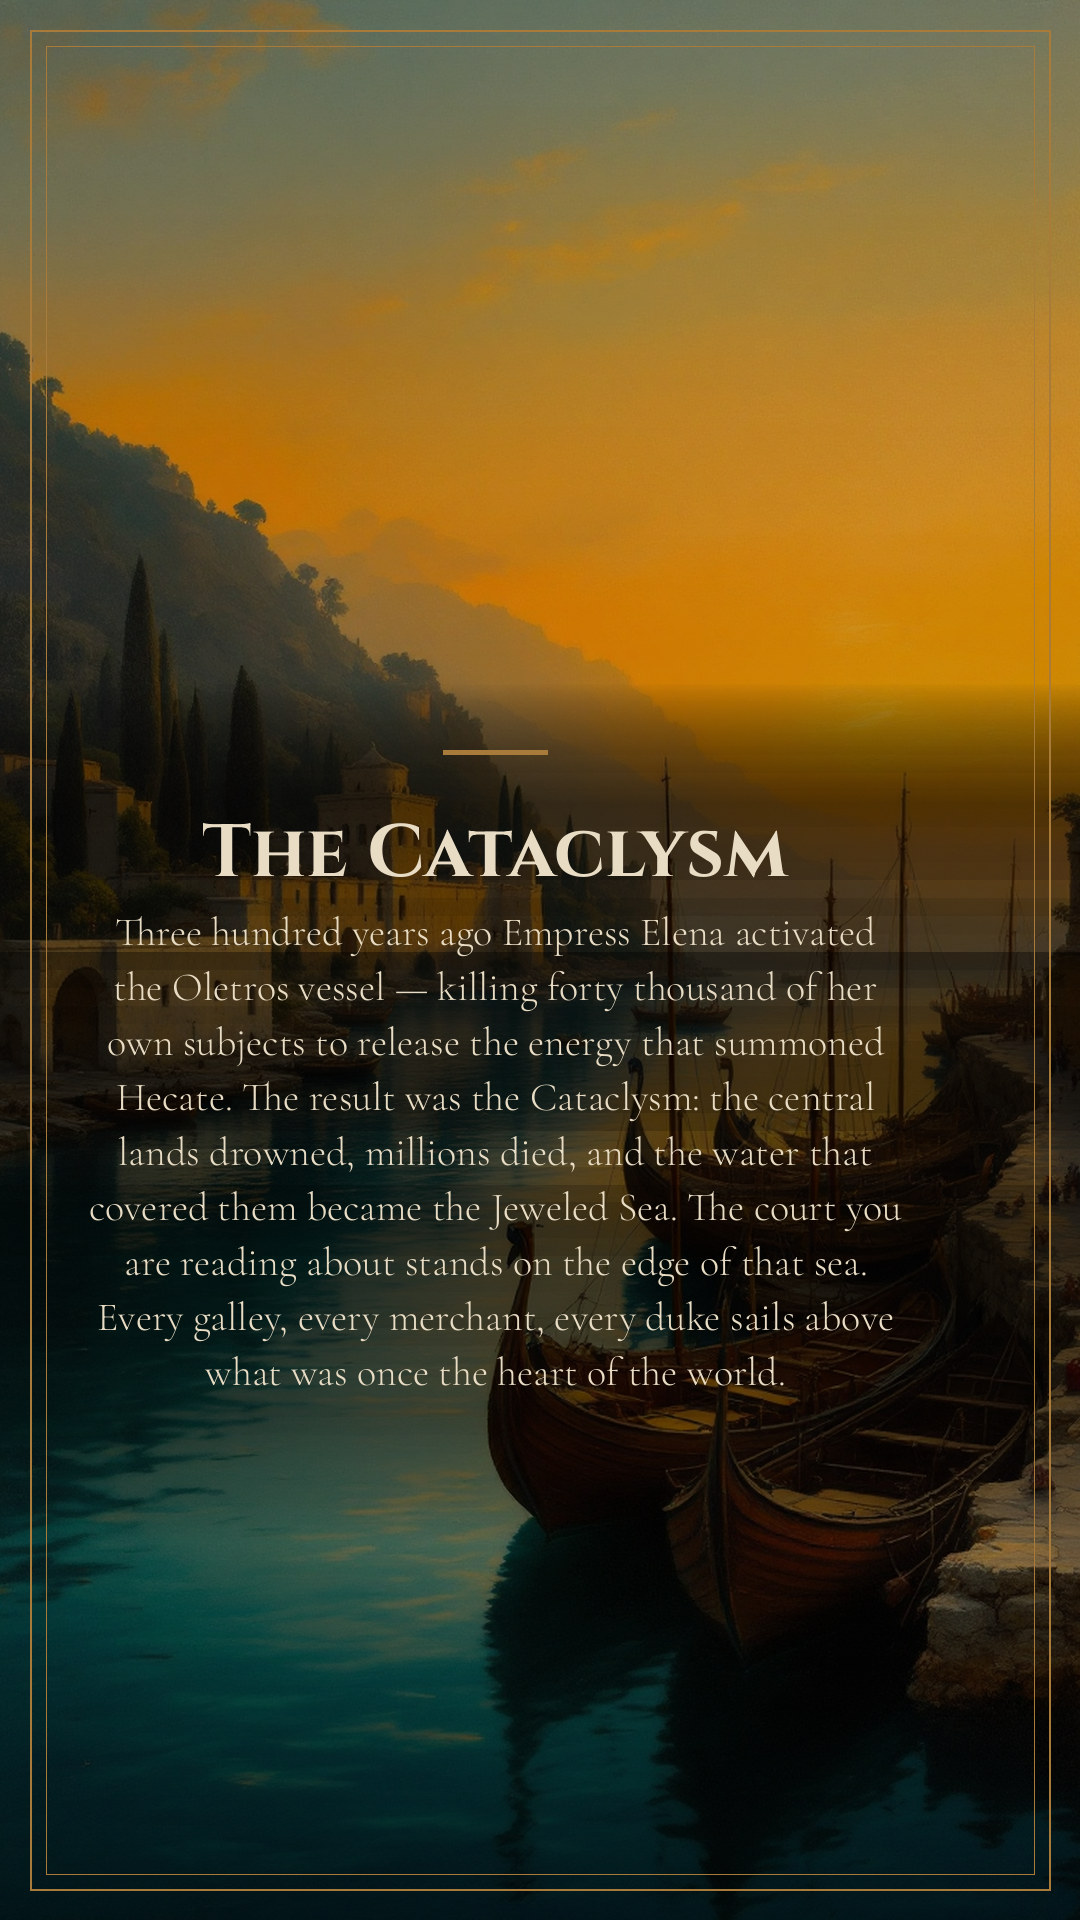 The Cataclysm
Three hundred years ago Empress Elena activated
the Oletros vessel — killing forty thousand of her
own subjects to release the energy that summoned
Hecate. The result was the Cataclysm: the central
lands drowned, millions died, and the water that
covered them became the Jeweled Sea. The court you
are reading about stands on the edge of that sea.
Every galley, every merchant, every duke sails above
what was once the heart of the world.